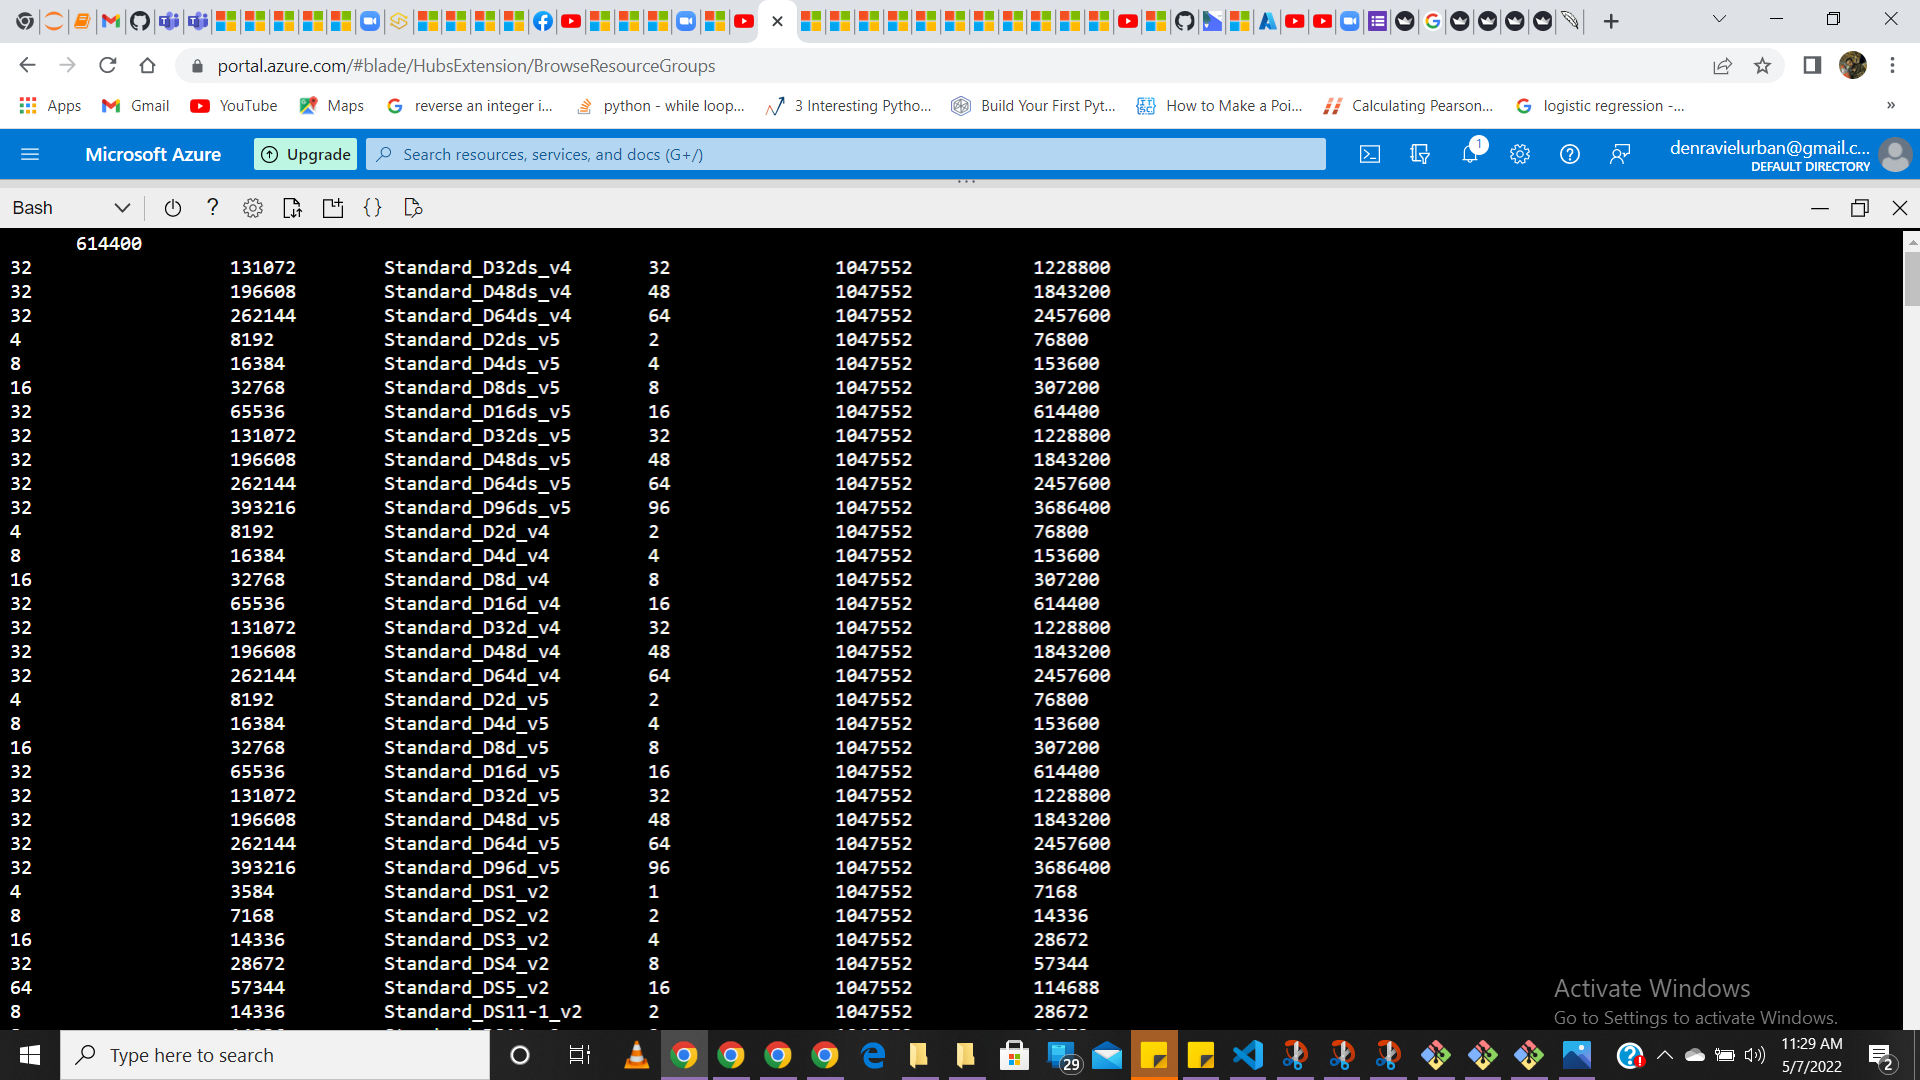 portal.azure.com/#blade/HubsExtension/BrowseResourceGroups
Apps Gmail YouTube Maps reverse an integer i... python - while loop... 3 Interesting Pytho... Build Your First Pyt... How to Make a Poi... Calculating Pearson... logistic regression -... »
Microsoft Azure Upgrade Search resources, services, and docs (G+/) 1 denravielurban@gmail.c...
DEFAULT DIRECTORY
Bash ? {}
614400
32 131072 Standard_D32ds_v4 32 1047552 1228800
32 196608 Standard_D48ds_v4 48 1047552 1843200
32 262144 Standard_D64ds_v4 64 1047552 2457600
4 8192 Standard_D2ds_v5 2 1047552 76800
8 16384 Standard_D4ds_v5 4 1047552 153600
16 32768 Standard_D8ds_v5 8 1047552 307200
32 65536 Standard_D16ds_v5 16 1047552 614400
32 131072 Standard_D32ds_v5 32 1047552 1228800
32 196608 Standard_D48ds_v5 48 1047552 1843200
32 262144 Standard_D64ds_v5 64 1047552 2457600
32 393216 Standard_D96ds_v5 96 1047552 3686400
4 8192 Standard_D2d_v4 2 1047552 76800
8 16384 Standard_D4d_v4 4 1047552 153600
16 32768 Standard_D8d_v4 8 1047552 307200
32 65536 Standard_D16d_v4 16 1047552 614400
32 131072 Standard_D32d_v4 32 1047552 1228800
32 196608 Standard_D48d_v4 48 1047552 1843200
32 262144 Standard_D64d_v4 64 1047552 2457600
4 8192 Standard_D2d_v5 2 1047552 76800
8 16384 Standard_D4d_v5 4 1047552 153600
16 32768 Standard_D8d_v5 8 1047552 307200
32 65536 Standard_D16d_v5 16 1047552 614400
32 131072 Standard_D32d_v5 32 1047552 1228800
32 196608 Standard_D48d_v5 48 1047552 1843200
32 262144 Standard_D64d_v5 64 1047552 2457600
32 393216 Standard_D96d_v5 96 1047552 3686400
4 3584 Standard_DS1_v2 1 1047552 7168
8 7168 Standard_DS2_v2 2 1047552 14336
16 14336 Standard_DS3_v2 4 1047552 28672
32 28672 Standard_DS4_v2 8 1047552 57344
64 57344 Standard_DS5_v2 16 1047552 114688
8 14336 Standard_DS11-1_v2 2 1047552 28672
Activate Windows
Go to Settings to activate Windows.
Type here to search 29 11:29 AM
5/7/2022 2